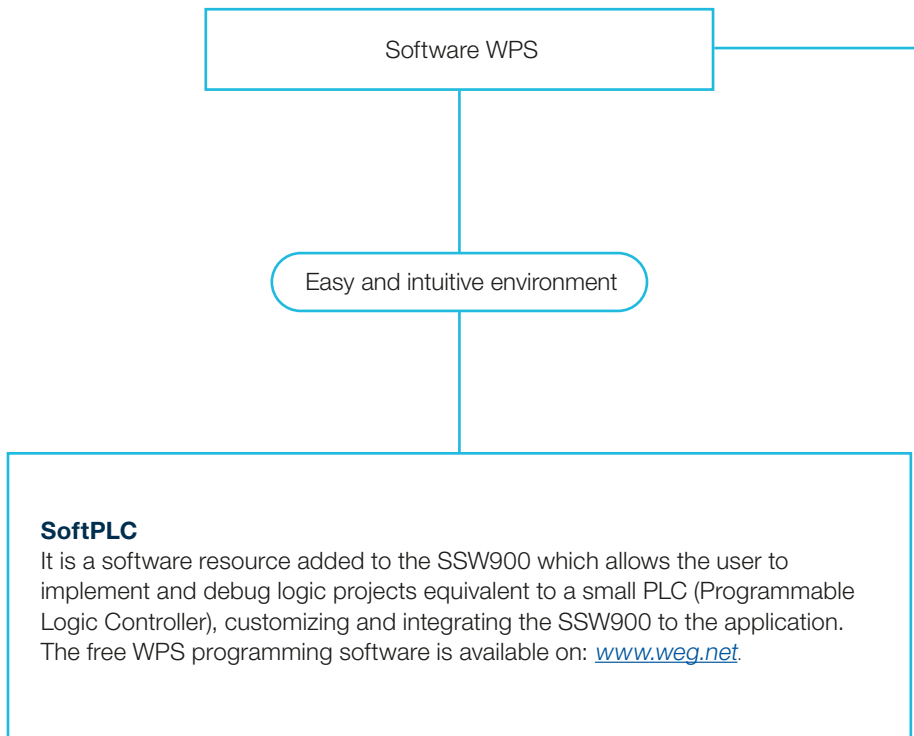 Software WPS
Easy and intuitive environment
SoftPLC
It is a software resource added to the SSW900 which allows the user to
implement and debug logic projects equivalent to a small PLC (Programmable
Logic Controller), customizing and integrating the SSW900 to the application.
The free WPS programming software is available on: www.weg.net.